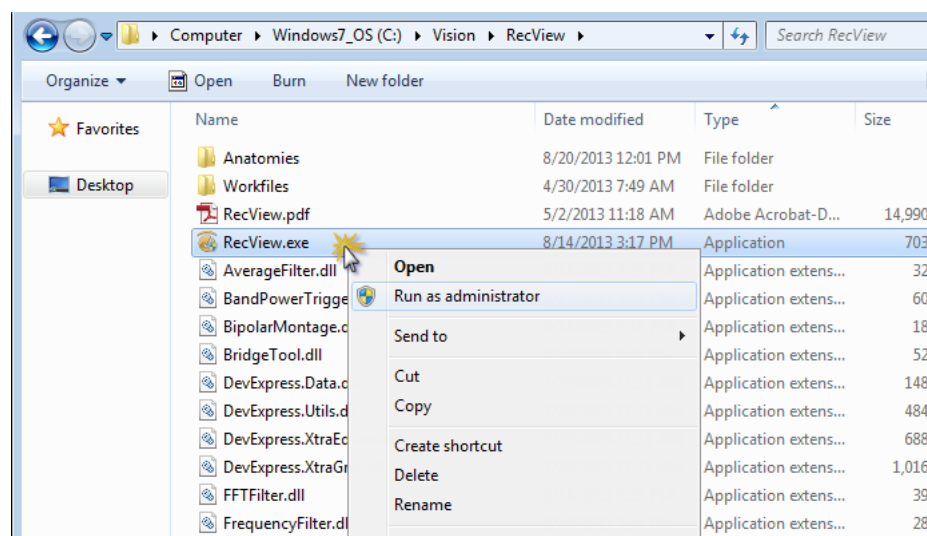 Computer ▸ Windows7_OS (C:) ▸ Vision ▸ RecView ▸ Search RecView
Organize Open Burn New folder
Favorites
Desktop
Name Date modified Type Size
Anatomies 8/20/2013 12:01 PM File folder
Workfiles 4/30/2013 7:49 AM File folder
RecView.pdf 5/2/2013 11:18 AM Adobe Acrobat-D... 14,990
RecView.exe 8/14/2013 3:17 PM Application 703
AverageFilter.dll Application extens... 32
BandPowerTrigge Application extens... 60
BipolarMontage.d Application extens... 18
BridgeTool.dll Application extens... 52
DevExpress.Data.d Application extens... 148
DevExpress.Utils.d Application extens... 484
DevExpress.XtraEd Application extens... 688
DevExpress.XtraGr Application extens... 1,016
FFTFilter.dll Application extens... 39
FrequencyFilter.dl Application extens... 28
Open
Run as administrator
Send to
Cut
Copy
Create shortcut
Delete
Rename